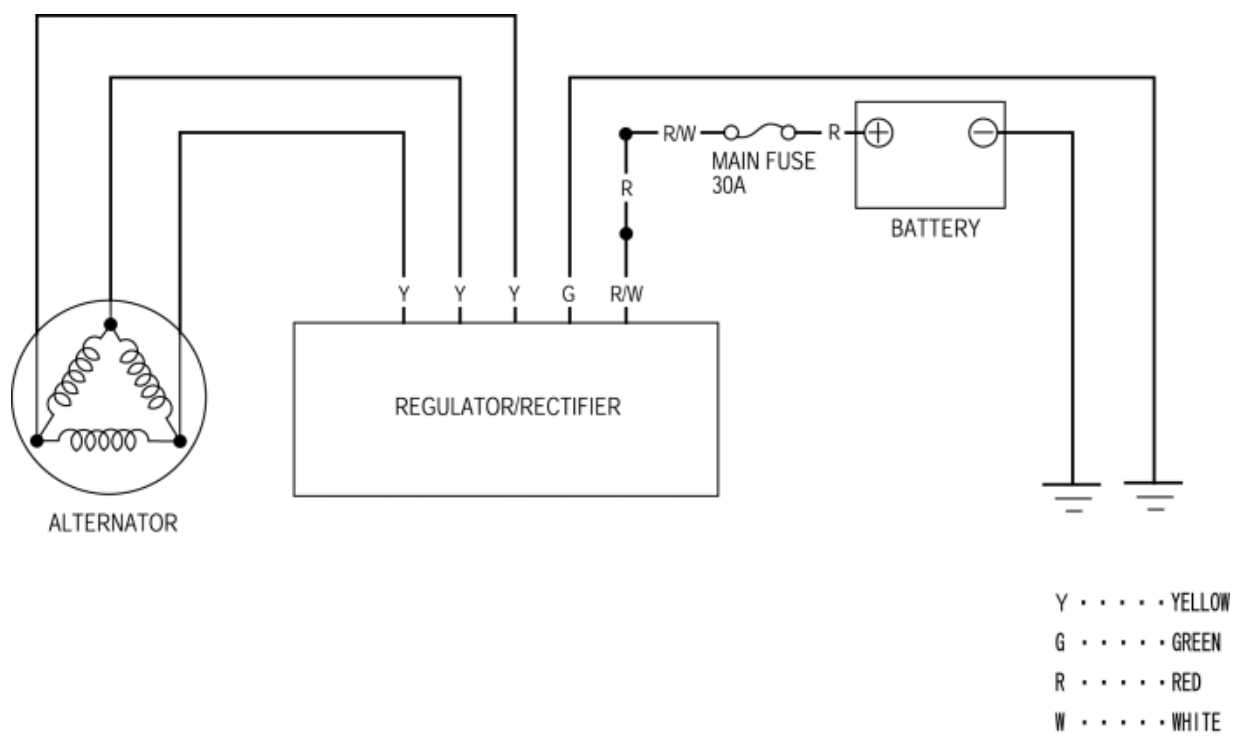 R/W
R
MAIN FUSE
30A
R
BATTERY
Y Y Y G R/W
REGULATOR/RECTIFIER
ALTERNATOR
Y · · · · · YELLOW
G · · · · · GREEN
R · · · · · RED
W · · · · · WHITE